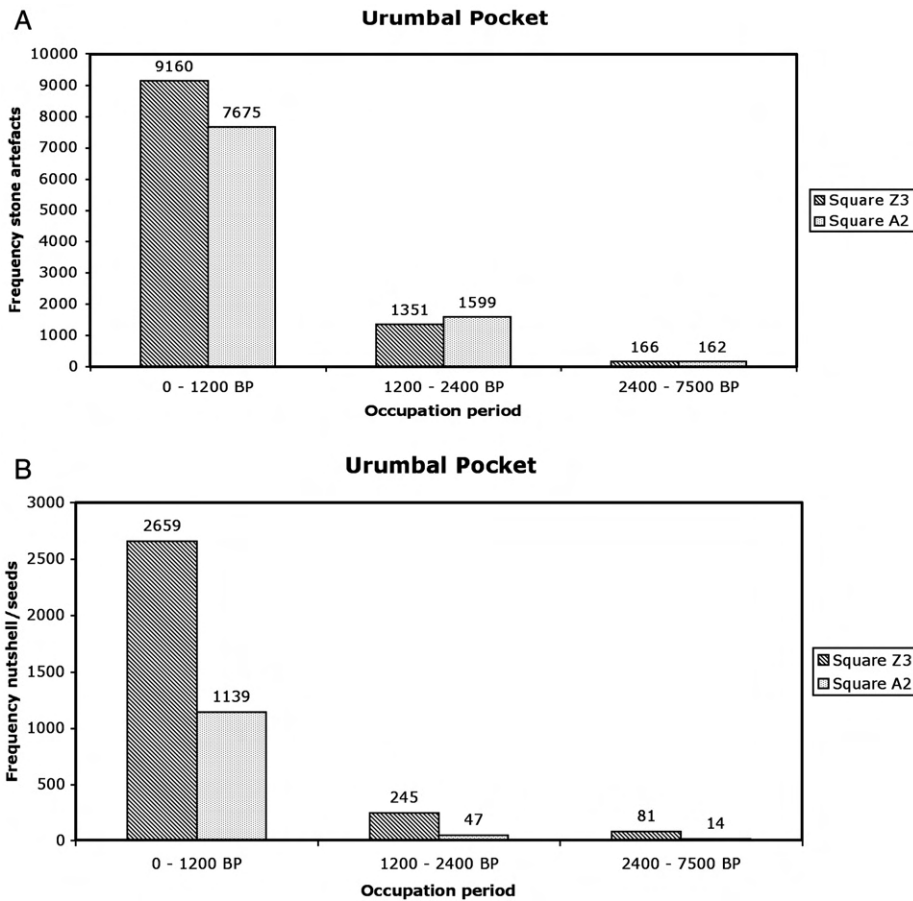 A
Urumbal Pocket
Frequency stone artefacts
10000
9000
8000
7000
6000
5000
4000
3000
2000
1000
0
9160
7675
1351
1599
166
162
Square Z3
Square A2
0 - 1200 BP
1200 - 2400 BP
2400 - 7500 BP
Occupation period
B
Urumbal Pocket
Frequency nutshell/seeds
3000
2500
2000
1500
1000
500
0
2659
1139
245
47
81
14
Square Z3
Square A2
0 - 1200 BP
1200 - 2400 BP
2400 - 7500 BP
Occupation period